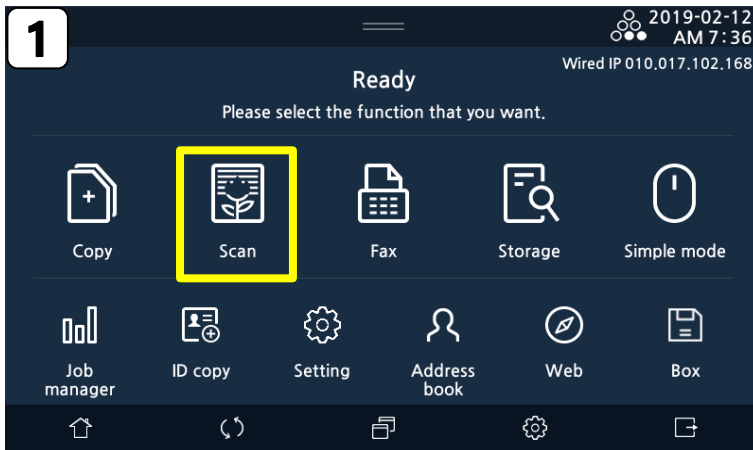 1
2019-02-12
AM 7:36
Wired IP 010.017.102.168
Ready
Please select the function that you want.
Copy
Scan
Fax
Storage
Simple mode
Job
manager
ID copy
Setting
Address
book
Web
Box